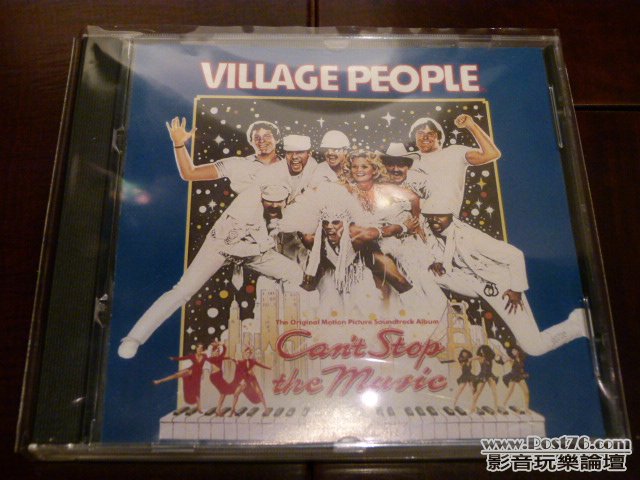 VILLAGE PEOPLE
The Original Motion Picture Soundtrack Album
Can't Stop
the Music
www.Post76.com
影音玩樂論壇